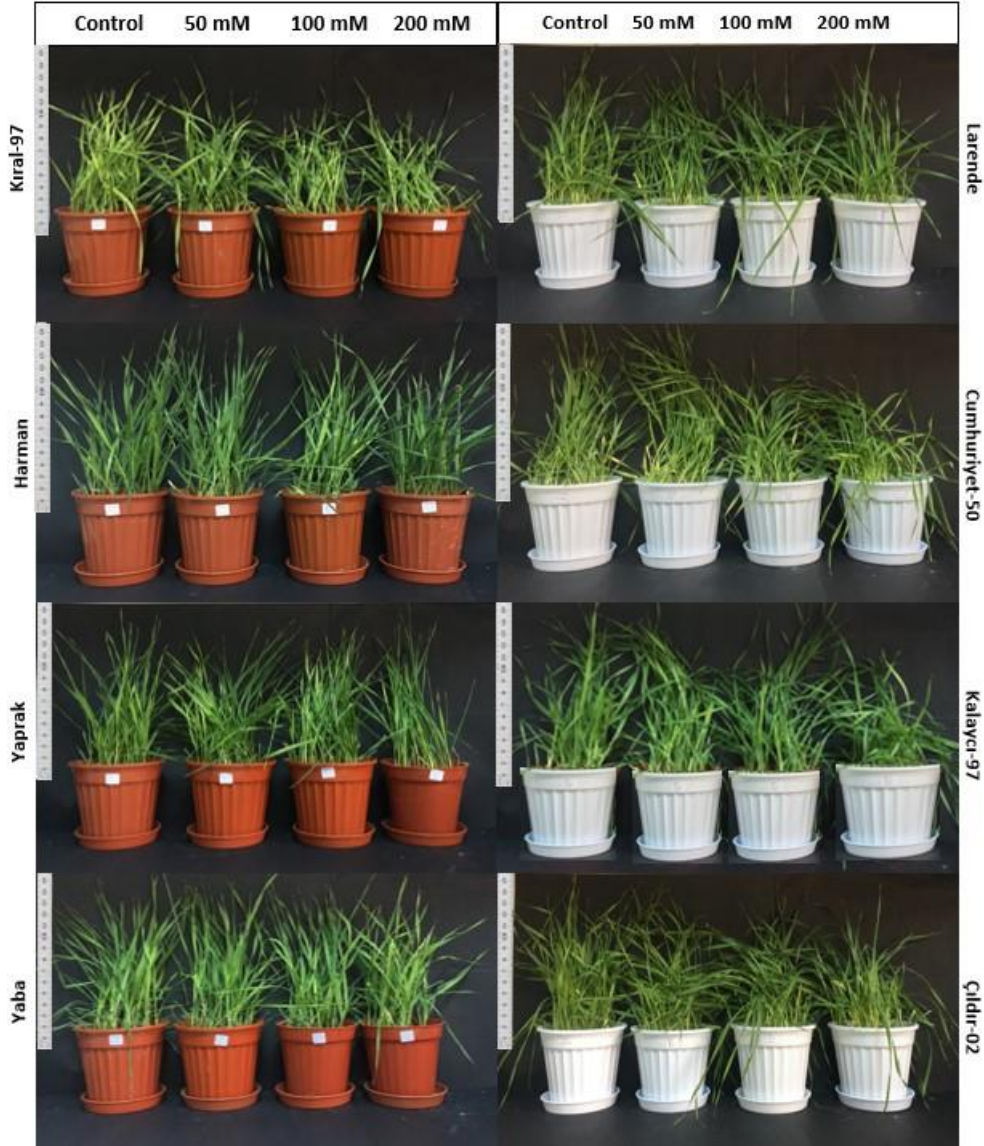 Control 50 mM 100 mM 200 mM
Control 50 mM 100 mM 200 mM
Kıral-97
Larende
Harman
Cumhuriyet-50
Yaprak
Kalaycı-97
Yaba
Çıldır-02